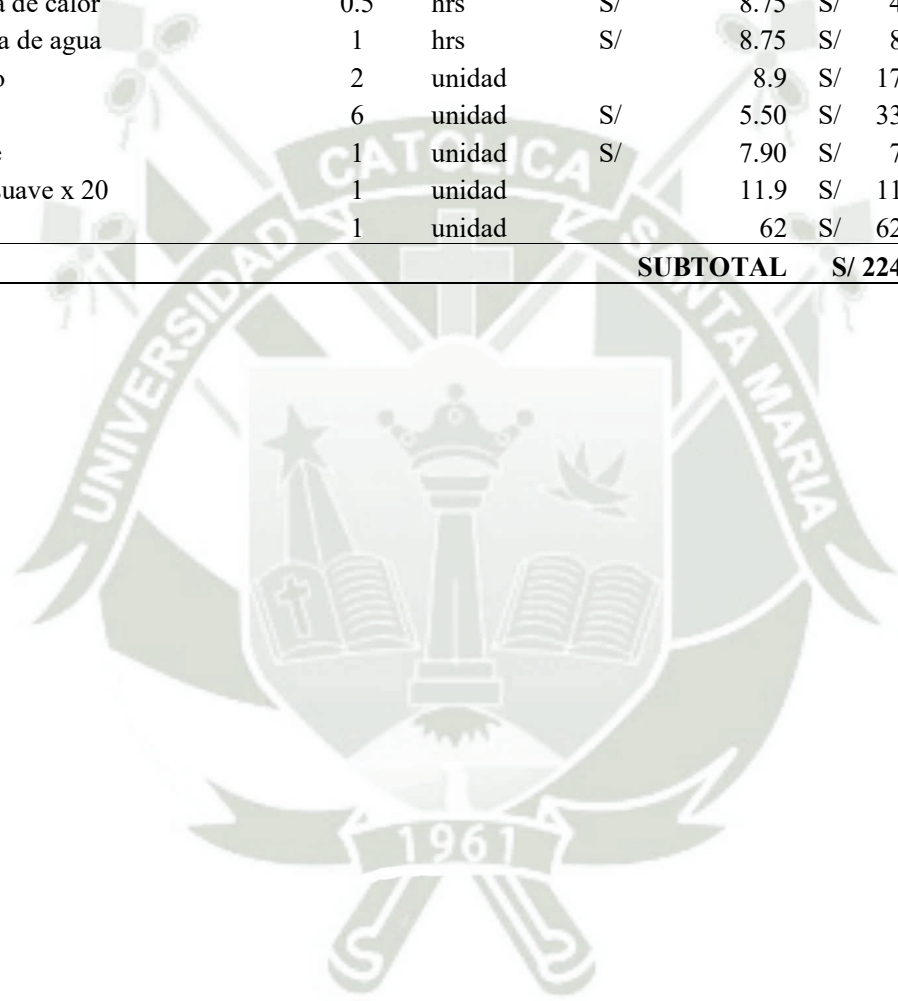 de calor 0.5 hrs S/ 8.75 S/ 4
a de agua 1 hrs S/ 8.75 S/ 8
o 2 unidad 8.9 S/ 17
6 unidad S/ 5.50 S/ 33
e 1 unidad S/ 7.90 S/ 7
suave x 20 1 unidad 11.9 S/ 11
1 unidad 62 S/ 62
SUBTOTAL S/ 224
UNIVERSIDAD CATOLICA SANTA MARIA
1961